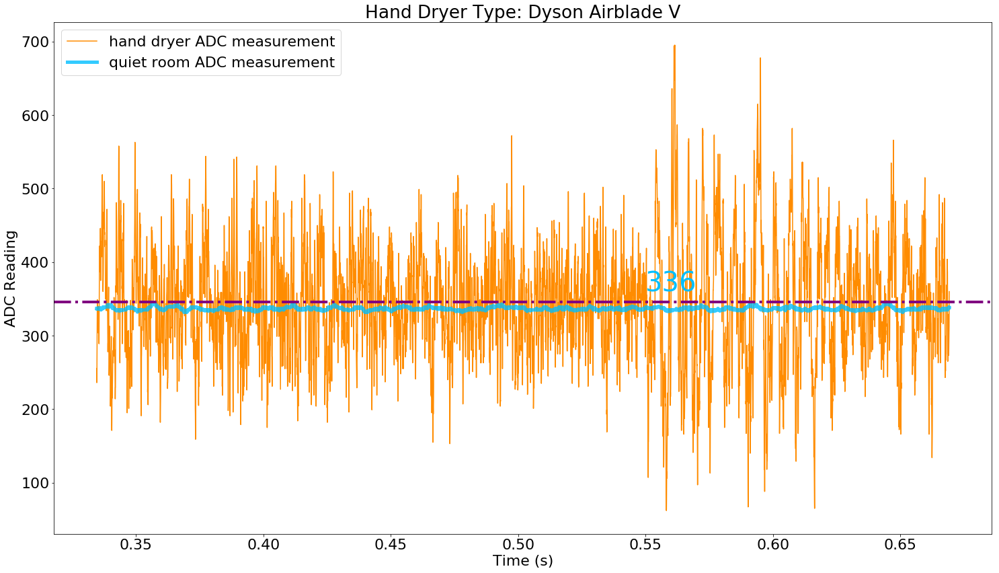 Hand Dryer Type: Dyson Airblade V
hand dryer ADC measurement
quiet room ADC measurement
700
600
500
400
300
200
100
ADC Reading
336
0.35 0.40 0.45 0.50 0.55 0.60 0.65
Time (s)